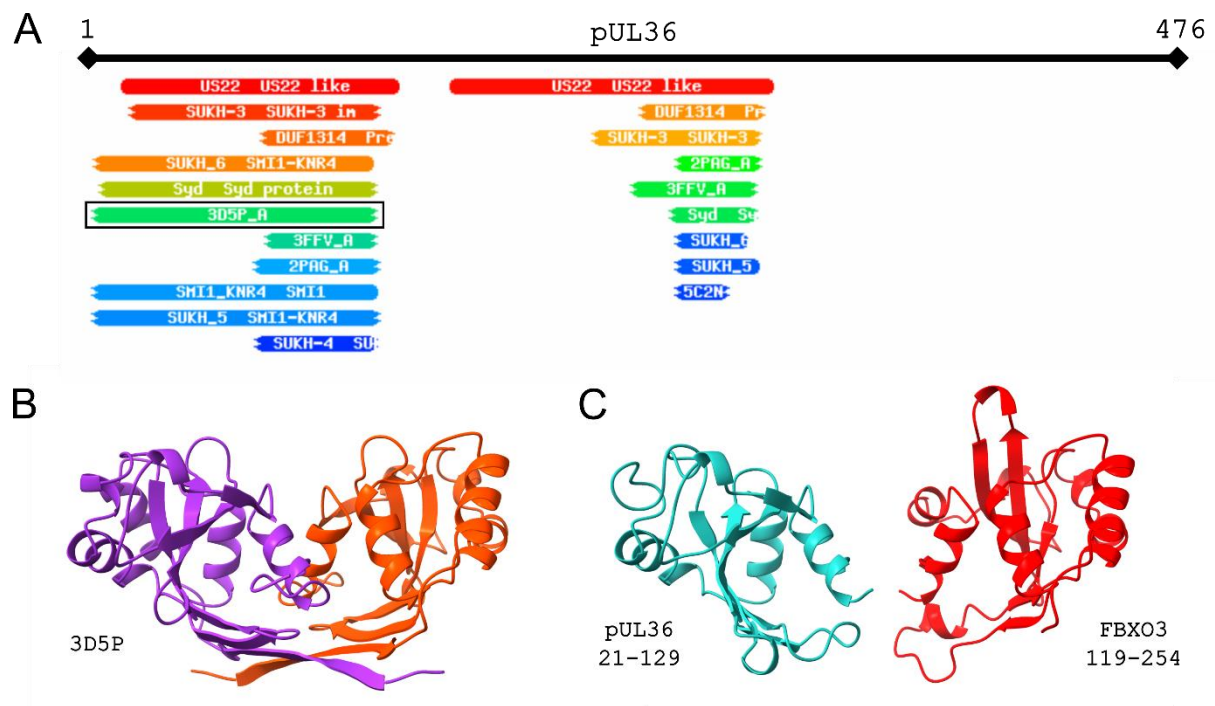 A
1 pUL36 476
US22 US22 like US22 US22 like
SUKH-3 SUKH-3 im DUF1314 Pr
DUF1314 Pre SUKH-3 SUKH-3
SUKH_6 SMI1-KNR4 2PAG_A
Syd Syd protein 3FFV_A
3D5P_A Syd Sy
3FFV_A SUKH_6
2PAG_A SUKH_5
SMI1_KNR4 SMI1 5C2N
SUKH_5 SMI1-KNR4
SUKH-4 SU
B
3D5P
C
pUL36
21-129
FBXO3
119-254